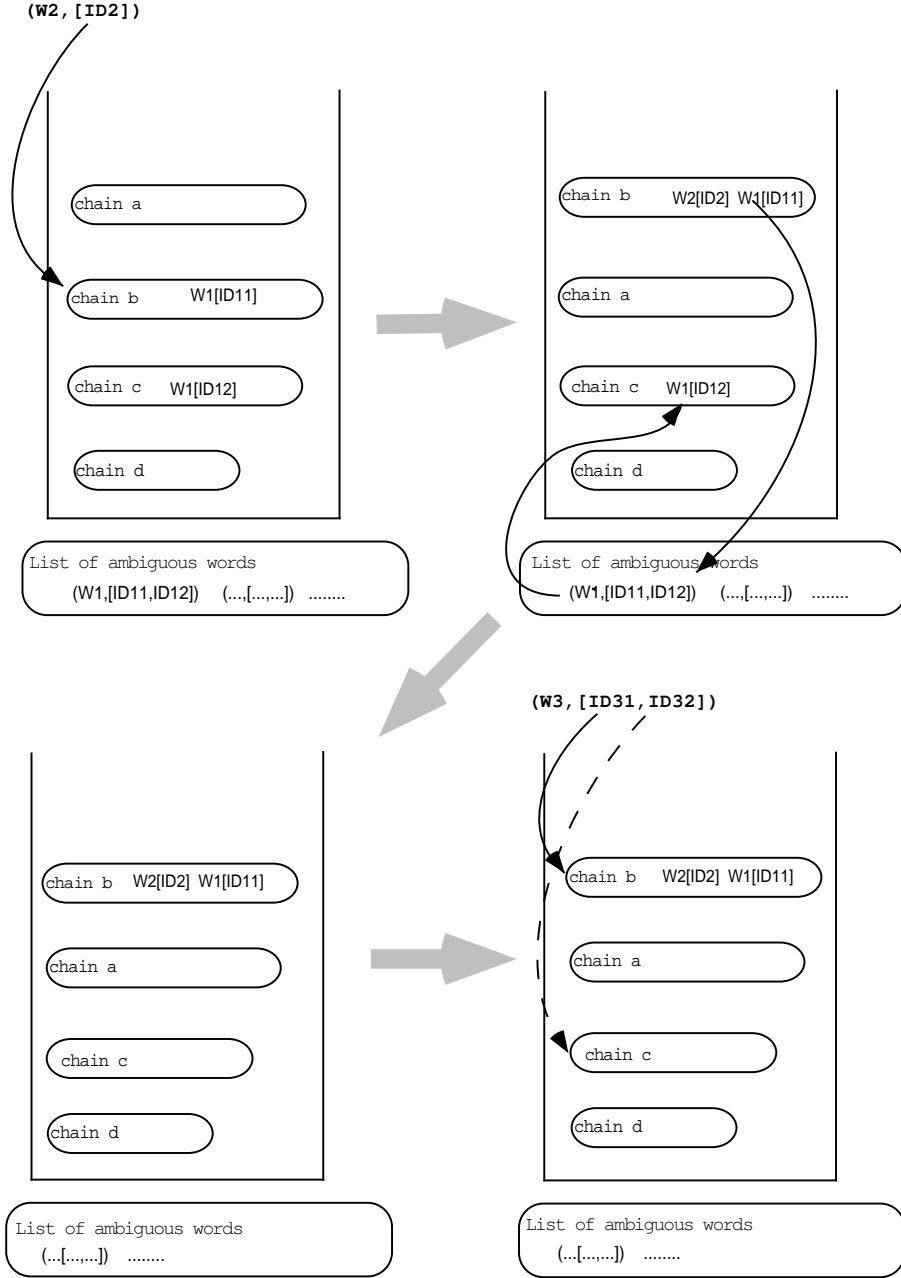 (W2,[ID2])
chain a
chain b W1[ID11]
chain c W1[ID12]
chain d
List of ambiguous words
(W1,[ID11,ID12]) (...,[...,...]) ........
chain b W2[ID2] W1[ID11]
chain a
chain c W1[ID12]
chain d
List of ambiguous words
(W1,[ID11,ID12]) (...,[...,...]) ........
chain b W2[ID2] W1[ID11]
chain a
chain c
chain d
List of ambiguous words
(...[...,...]) ........
(W3,[ID31,ID32])
chain b W2[ID2] W1[ID11]
chain a
chain c
chain d
List of ambiguous words
(...[...,...]) ........